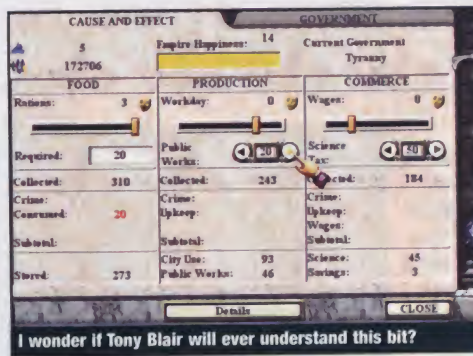 CAUSE AND EFFECT GOVERNMENT
5 Empire Happiness: 14 Current Government
172706 Tyranny
FOOD PRODUCTION COMMERCE
Rations: 3 Workday: 0 Wages: 0
Required: 20 Public Works: 20 Science Tax: 50
Collected: 310 Collected: 243 Collected: 184
Crime: Crime: Crime:
Consumed: 20 Upkeep: Upkeep:
Wages:
Subtotal: Subtotal: Subtotal:
City Use: 93 Science: 45
Stored: 273 Public Works: 46 Savings: 3
Details CLOSE
I wonder if Tony Blair will ever understand this bit?